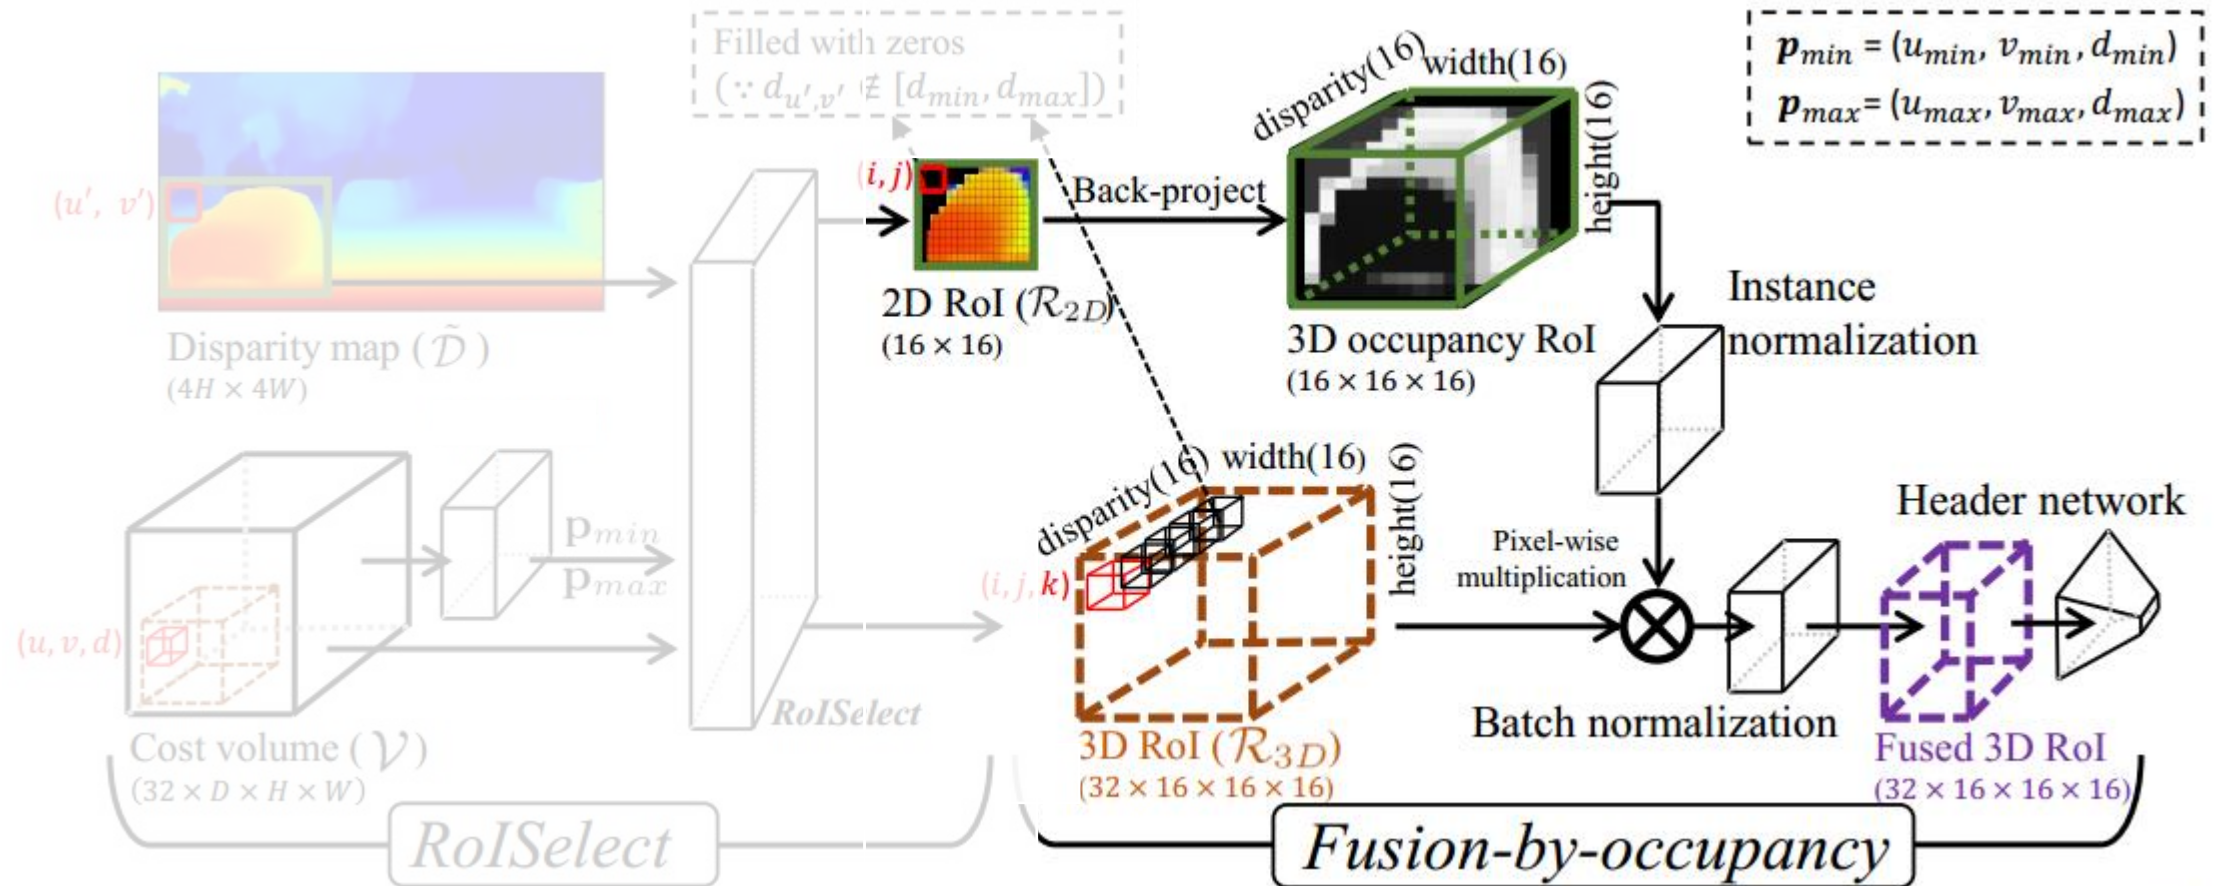 Filled with zeros
(∵ d_{u',v'} ∉ [d_{min}, d_{max}])
disparity(16)
width(16)
height(16)
p_{min} = (u_{min}, v_{min}, d_{min})
p_{max} = (u_{max}, v_{max}, d_{max})
(u', v')
(i, j)
Back-project
2D RoI (R_{2D})
(16 × 16)
3D occupancy RoI
(16 × 16 × 16)
Instance
normalization
Disparity map (D̃)
(4H × 4W)
p_{min}
p_{max}
(u, v, d)
RoISelect
Cost volume (V)
(32 × D × H × W)
disparity(16)
width(16)
height(16)
(i, j, k)
3D RoI (R_{3D})
(32 × 16 × 16 × 16)
Pixel-wise
multiplication
Batch normalization
Header network
Fused 3D RoI
(32 × 16 × 16 × 16)
RoISelect
Fusion-by-occupancy